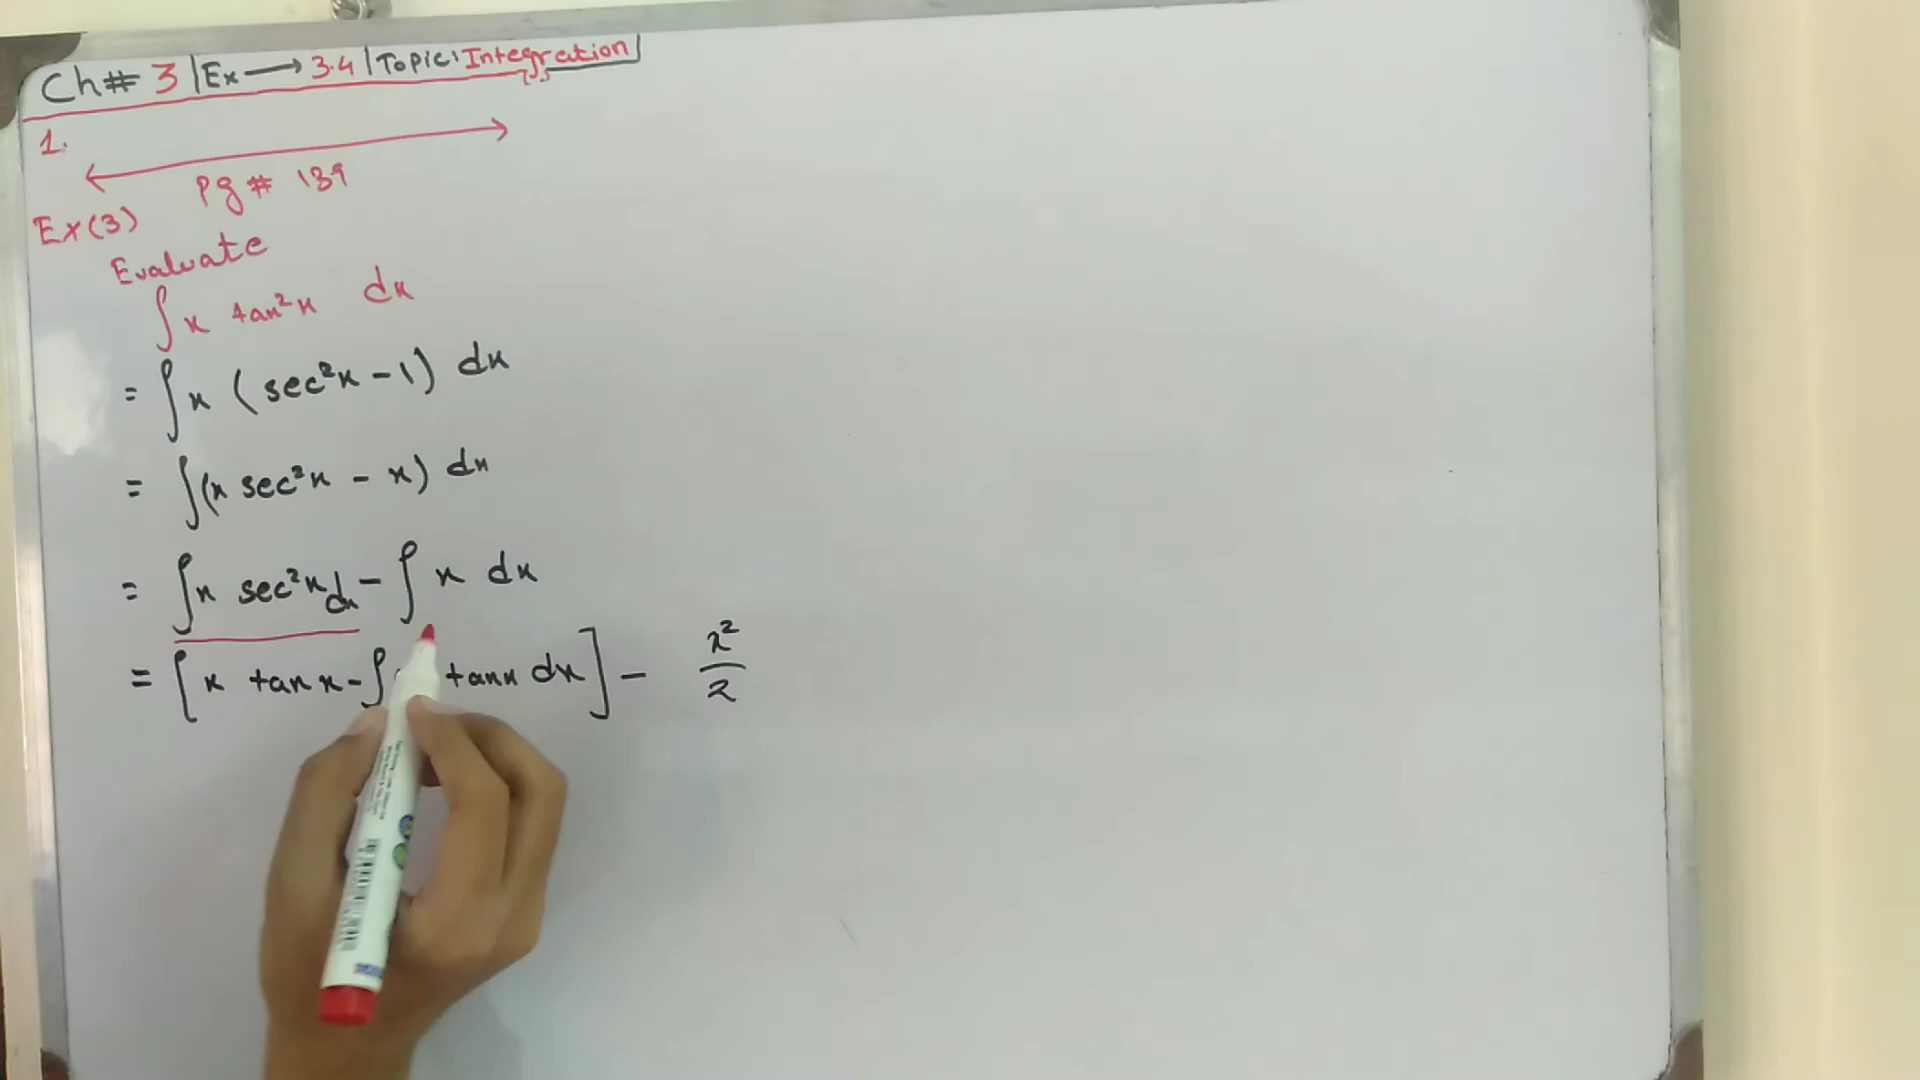 Ch# 3 | Ex → 3.4 | Topic: Integration
1.
Pg # 139
Ex(3)
Evaluate
∫ x tan²x dx
= ∫ x (sec²x - 1) dx
= ∫(x sec²x - x) dx
= ∫ x sec²x dx - ∫ x dx
= [x tan x - ∫ tanx dx] - x²/2